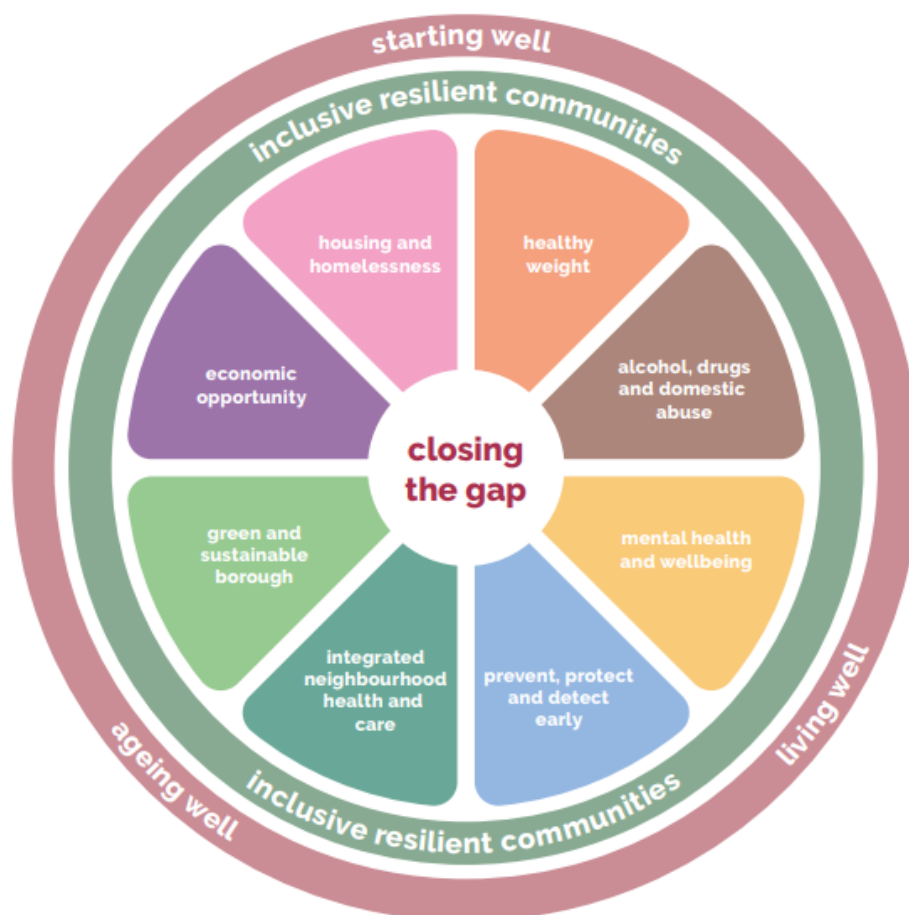 starting well
inclusive resilient communities
housing and
homelessness
healthy
weight
economic
opportunity
alcohol, drugs
and domestic
abuse
closing
the gap
green and
sustainable
borough
mental health
and wellbeing
integrated
neighbourhood
health and
care
prevent, protect
and detect
early
ageing well
living well
inclusive resilient communities